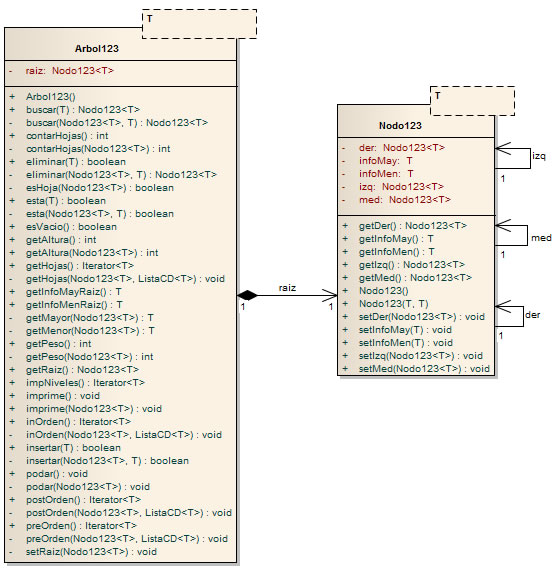 T
Arbol123
- raiz: Nodo123<T>
+ Arbol123()
+ buscar(T) : Nodo123<T>
- buscar(Nodo123<T>, T) : Nodo123<T>
+ contarHojas() : int
- contarHojas(Nodo123<T>) : int
+ eliminar(T) : boolean
- eliminar(Nodo123<T>, T) : Nodo123<T>
- esHoja(Nodo123<T>) : boolean
+ esta(T) : boolean
- esta(Nodo123<T>, T) : boolean
+ esVacio() : boolean
+ getAltura() : int
- getAltura(Nodo123<T>) : int
+ getHojas() : Iterator<T>
- getHojas(Nodo123<T>, ListaCD<T>) : void
+ getInfoMayRaiz() : T
+ getInfoMenRaiz() : T
- getMayor(Nodo123<T>) : T
- getMenor(Nodo123<T>) : T
+ getPeso() : int
- getPeso(Nodo123<T>) : int
+ getRaiz() : Nodo123<T>
+ impNiveles() : Iterator<T>
+ imprime() : void
+ imprime(Nodo123<T>) : void
+ inOrden() : Iterator<T>
- inOrden(Nodo123<T>, ListaCD<T>) : void
+ insertar(T) : boolean
- insertar(Nodo123<T>, T) : boolean
+ podar() : void
- podar(Nodo123<T>) : void
+ postOrden() : Iterator<T>
- postOrden(Nodo123<T>, ListaCD<T>) : void
+ preOrden() : Iterator<T>
- preOrden(Nodo123<T>, ListaCD<T>) : void
- setRaiz(Nodo123<T>) : void
raiz
1
1
T
Nodo123
- der: Nodo123<T>
- infoMay: T
- infoMen: T
- izq: Nodo123<T>
- med: Nodo123<T>
+ getDer() : Nodo123<T>
+ getInfoMay() : T
+ getInfoMen() : T
+ getIzq() : Nodo123<T>
+ getMed() : Nodo123<T>
+ Nodo123()
+ Nodo123(T, T)
+ setDer(Nodo123<T>) : void
+ setInfoMay(T) : void
+ setInfoMen(T) : void
+ setIzq(Nodo123<T>) : void
+ setMed(Nodo123<T>) : void
izq
1
med
1
der
1